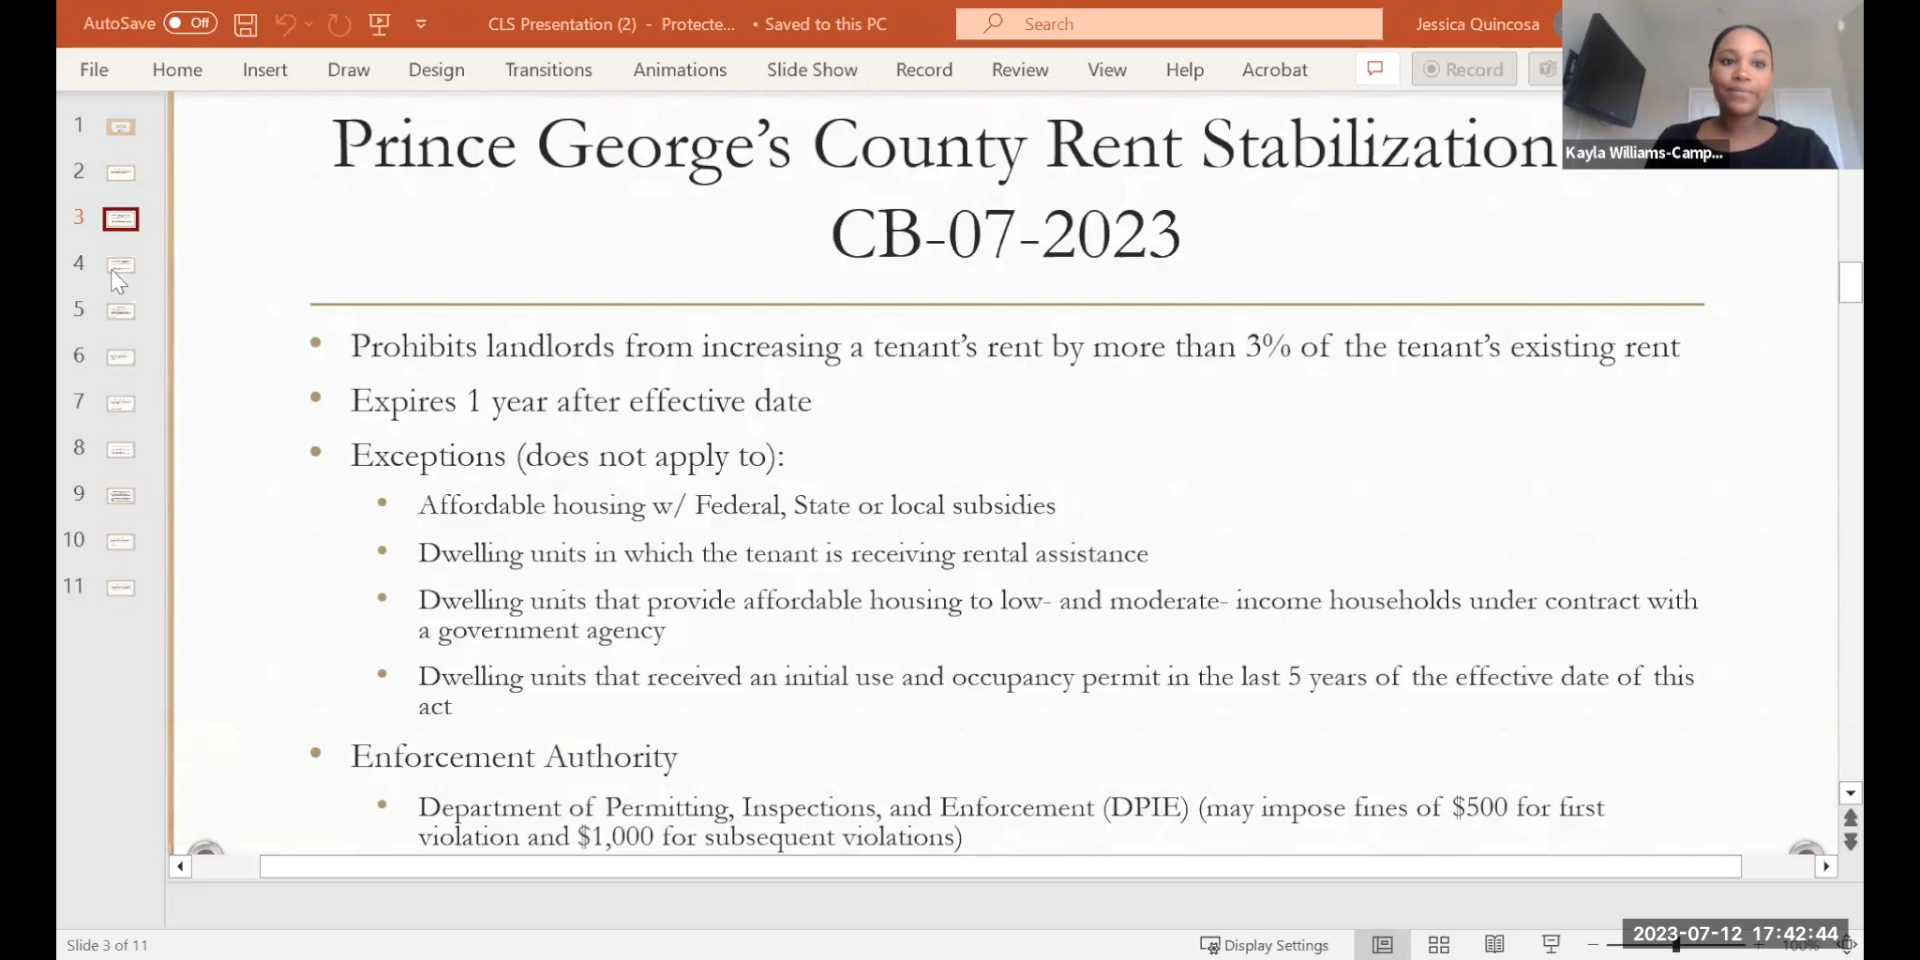 AutoSave Off CLS Presentation (2) - Protecte... • Saved to this PC Search Jessica Quincosa
File Home Insert Draw Design Transitions Animations Slide Show Record Review View Help Acrobat Record
Kayla Williams-Camp...
1
2
3
4
5
6
7
8
9
10
11
Prince George's County Rent Stabilization
CB-07-2023
• Prohibits landlords from increasing a tenant's rent by more than 3% of the tenant's existing rent
• Expires 1 year after effective date
• Exceptions (does not apply to):
• Affordable housing w/ Federal, State or local subsidies
• Dwelling units in which the tenant is receiving rental assistance
• Dwelling units that provide affordable housing to low- and moderate- income households under contract with
a government agency
• Dwelling units that received an initial use and occupancy permit in the last 5 years of the effective date of this
act
• Enforcement Authority
• Department of Permitting, Inspections, and Enforcement (DPIE) (may impose fines of $500 for first
violation and $1,000 for subsequent violations)
Slide 3 of 11 Display Settings 100%
2023-07-12 17:42:44